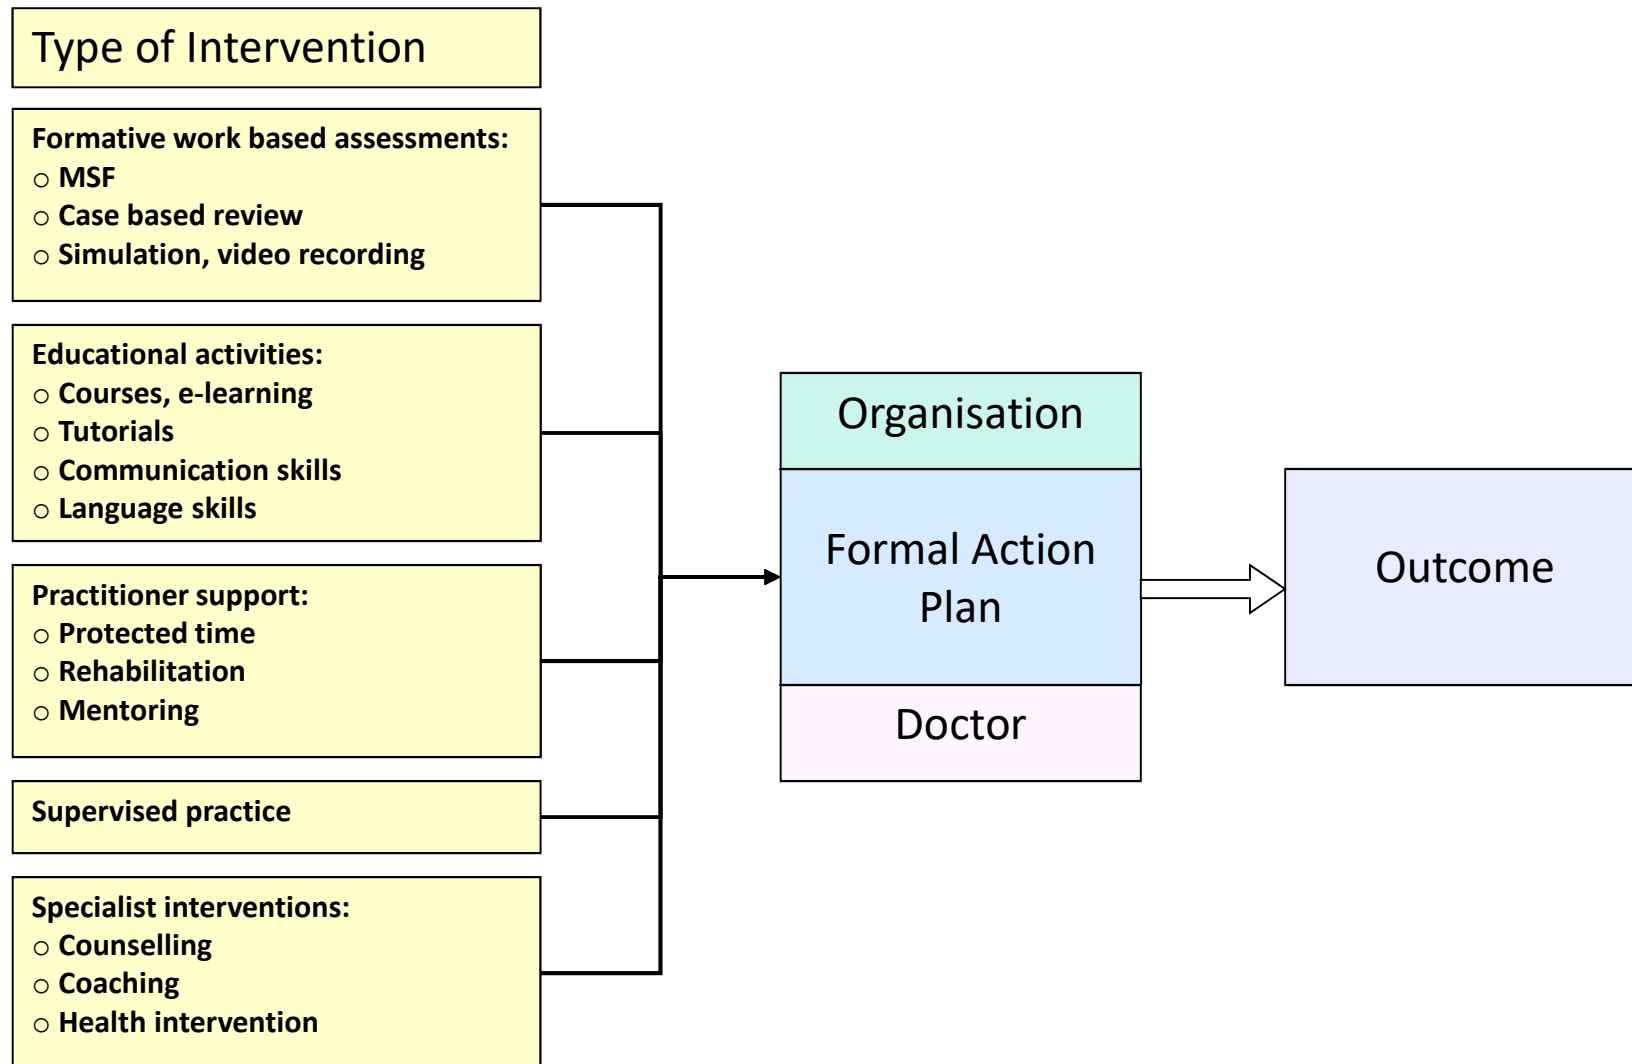 Type of Intervention
Formative work based assessments:
o MSF
o Case based review
o Simulation, video recording
Educational activities:
o Courses, e-learning
o Tutorials
o Communication skills
o Language skills
Practitioner support:
o Protected time
o Rehabilitation
o Mentoring
Supervised practice
Specialist interventions:
o Counselling
o Coaching
o Health intervention
Organisation
Formal Action
Plan
Doctor
Outcome